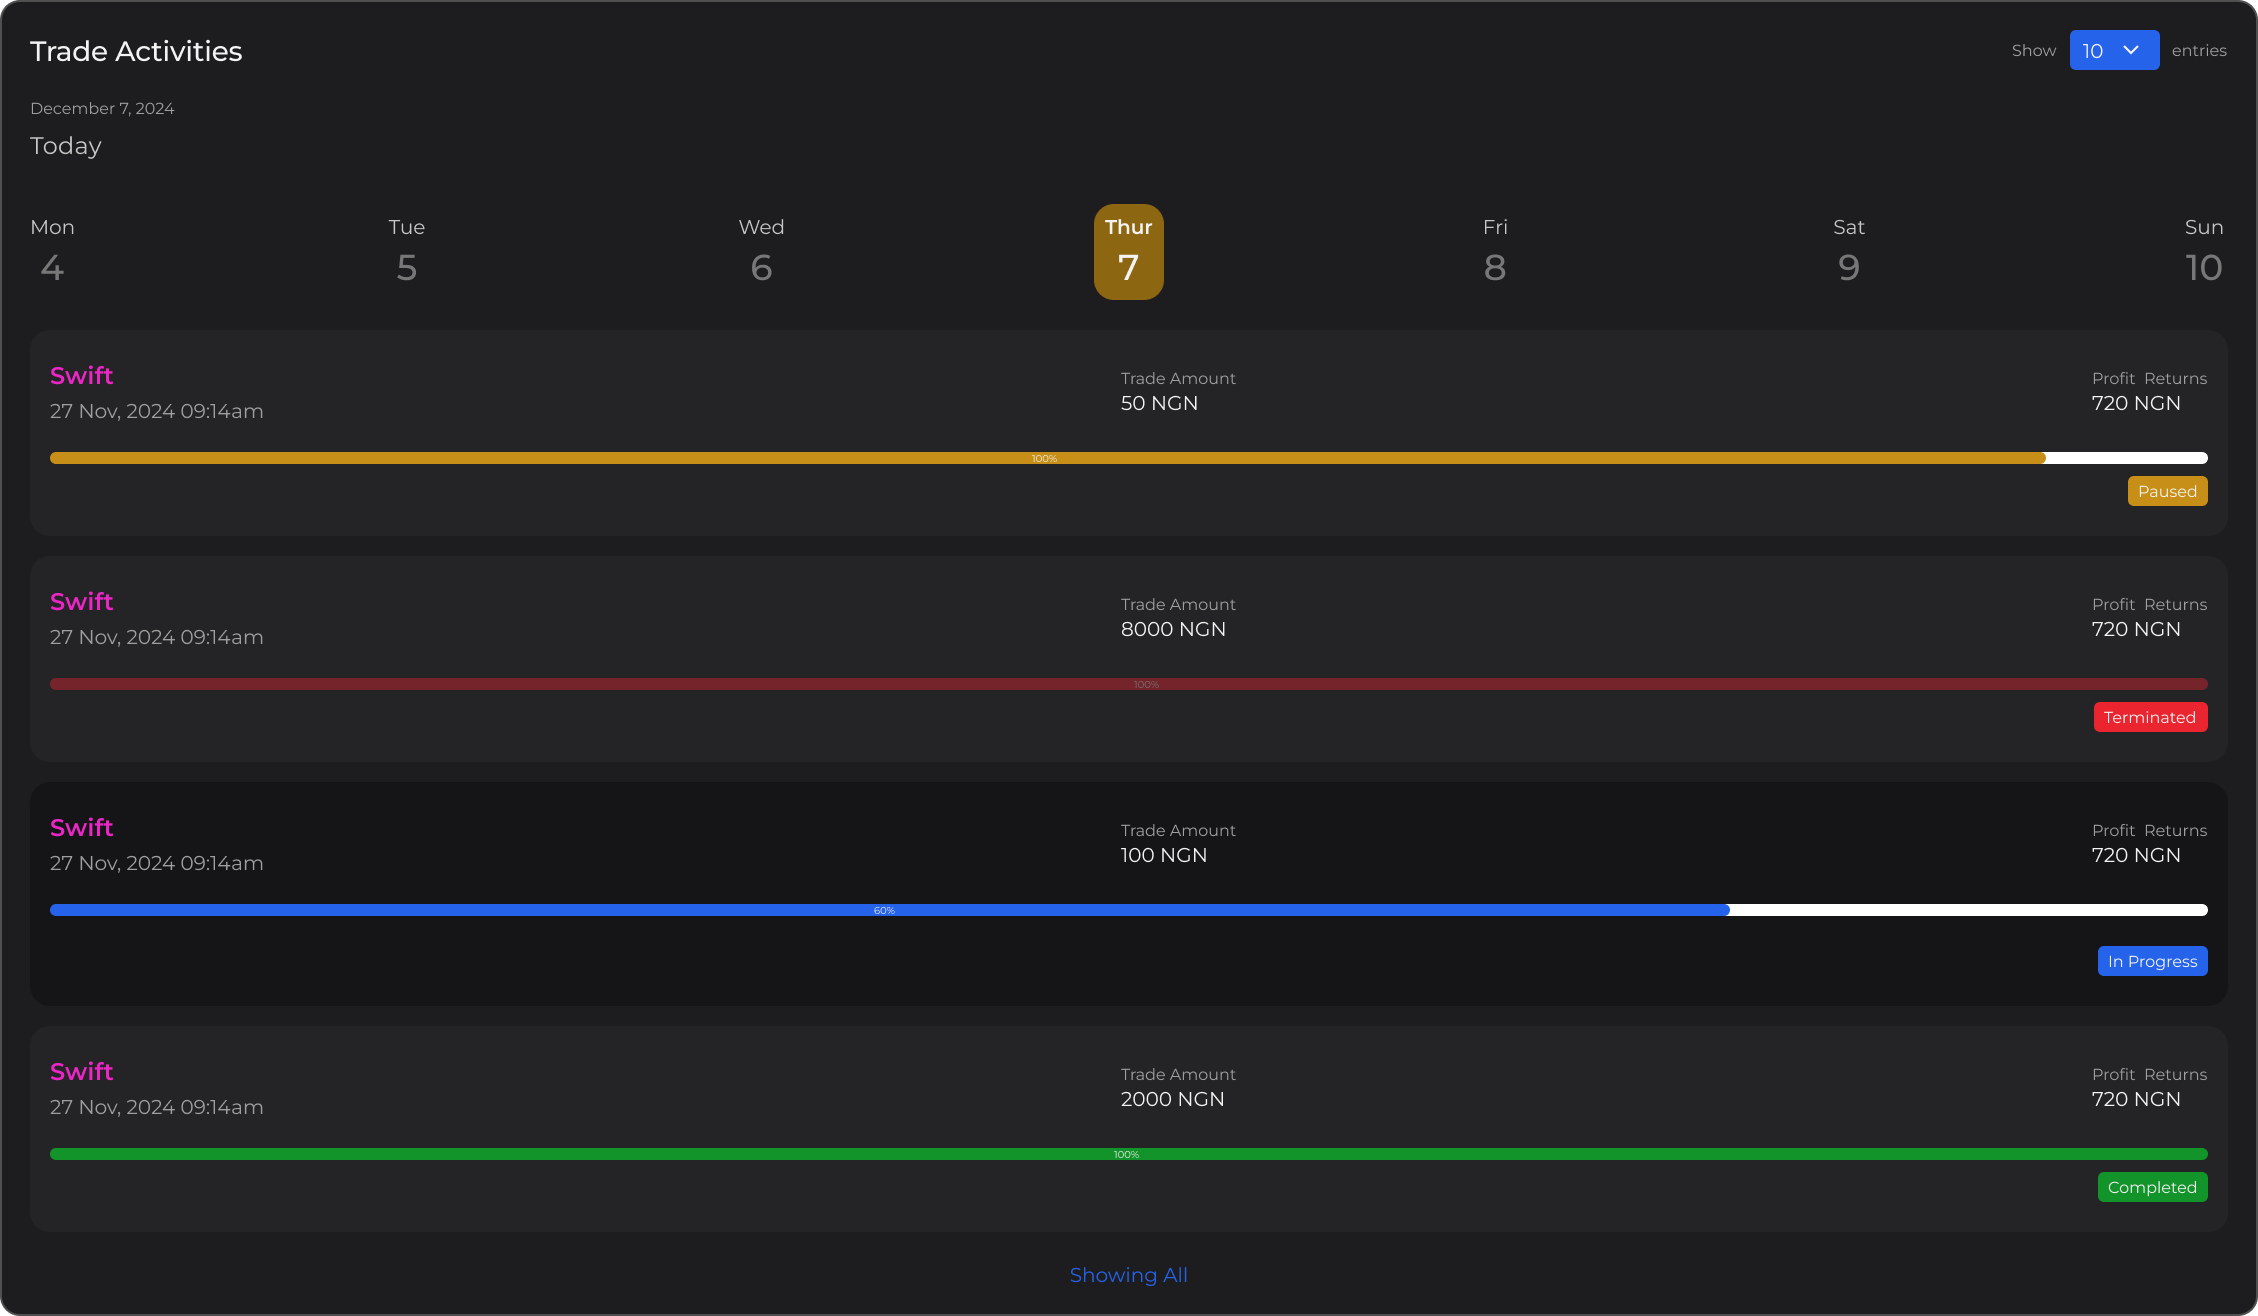 Trade Activities
Show 10 entries
December 7, 2024
Today
Mon Tue Wed Thur Fri Sat Sun
4 5 6 7 8 9 10
Swift
Trade Amount
Profit Returns
27 Nov, 2024 09:14am
50 NGN
720 NGN
100%
Paused
Swift
Trade Amount
Profit Returns
27 Nov, 2024 09:14am
8000 NGN
720 NGN
100%
Terminated
Swift
Trade Amount
Profit Returns
27 Nov, 2024 09:14am
100 NGN
720 NGN
60%
In Progress
Swift
Trade Amount
Profit Returns
27 Nov, 2024 09:14am
2000 NGN
720 NGN
100%
Completed
Showing All